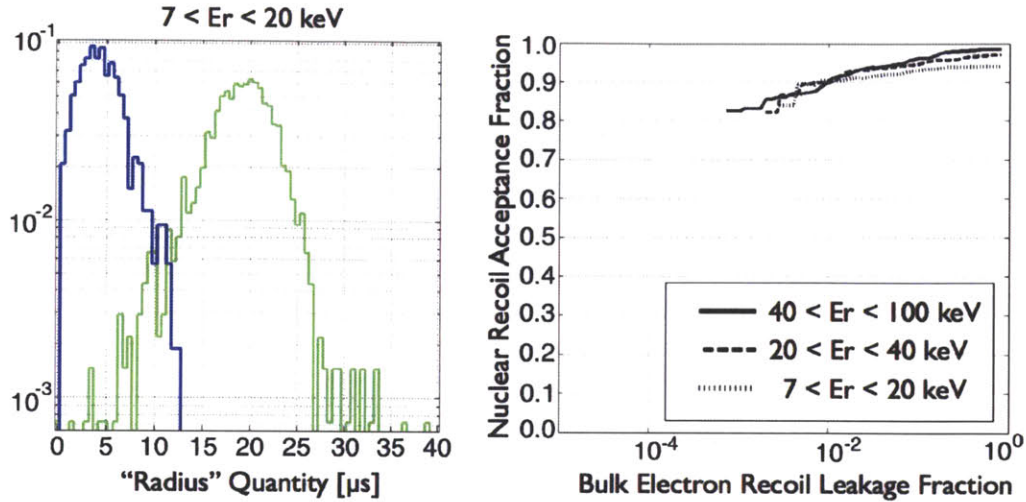 7 < Er < 20 keV
10-1
10-2
10-3
0 5 10 15 20 25 30 35 40
“Radius” Quantity [µs]
Nuclear Recoil Acceptance Fraction
1.0
0.9
0.8
0.7
0.6
0.5
0.4
0.3
0.2
0.1
0.0
40 < Er < 100 keV
20 < Er < 40 keV
7 < Er < 20 keV
10-4 10-2 100
Bulk Electron Recoil Leakage Fraction